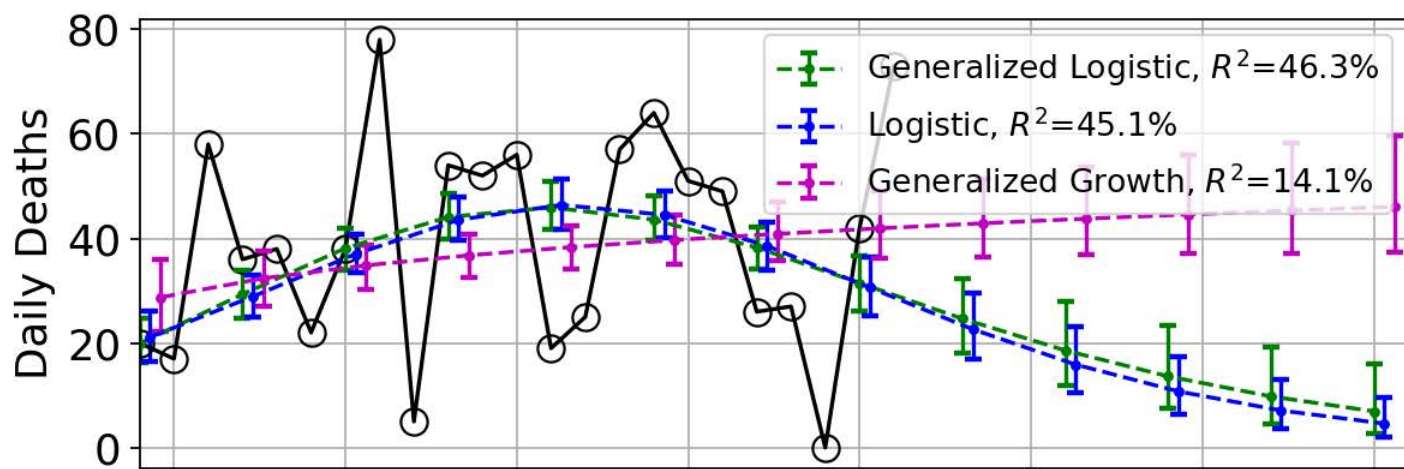 80
60
40
20
0
Daily Deaths
Generalized Logistic, R²=46.3%
Logistic, R²=45.1%
Generalized Growth, R²=14.1%